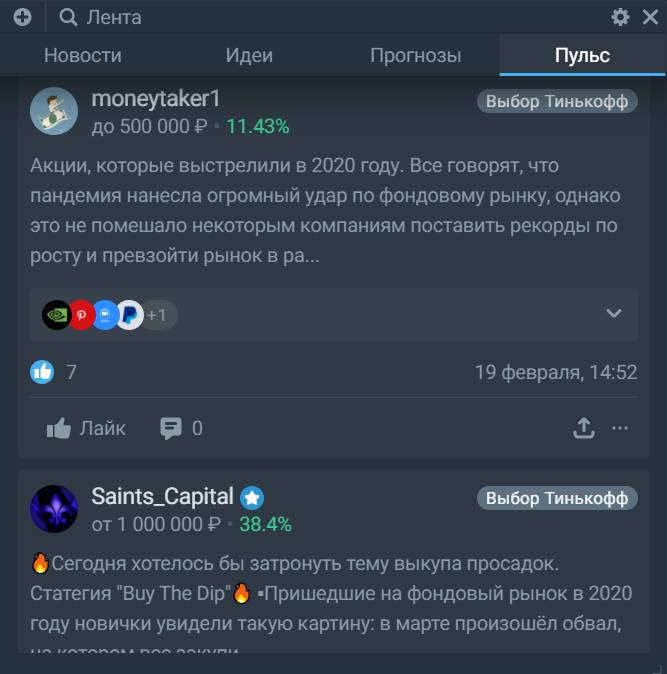 Лента
Новости Идеи Прогнозы Пульс
moneytaker1 Выбор Тинькофф
до 500 000 ₽ • 11.43%
Акции, которые выстрелили в 2020 году. Все говорят, что
пандемия нанесла огромный удар по фондовому рынку, однако
это не помешало некоторым компаниям поставить рекорды по
росту и превзойти рынок в ра...
+1
7 19 февраля, 14:52
Лайк 0
Saints_Capital Выбор Тинькофф
от 1 000 000 ₽ • 38.4%
🔥Сегодня хотелось бы затронуть тему выкупа просадок.
Статегия "Buy The Dip"🔥 ▪Пришедшие на фондовый рынок в 2020
году новички увидели такую картину: в марте произошёл обвал,
на котором все закупи